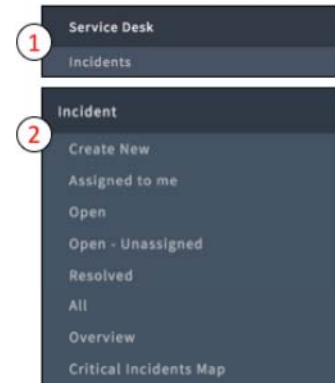 1
Service Desk
Incidents
2
Incident
Create New
Assigned to me
Open
Open - Unassigned
Resolved
All
Overview
Critical Incidents Map